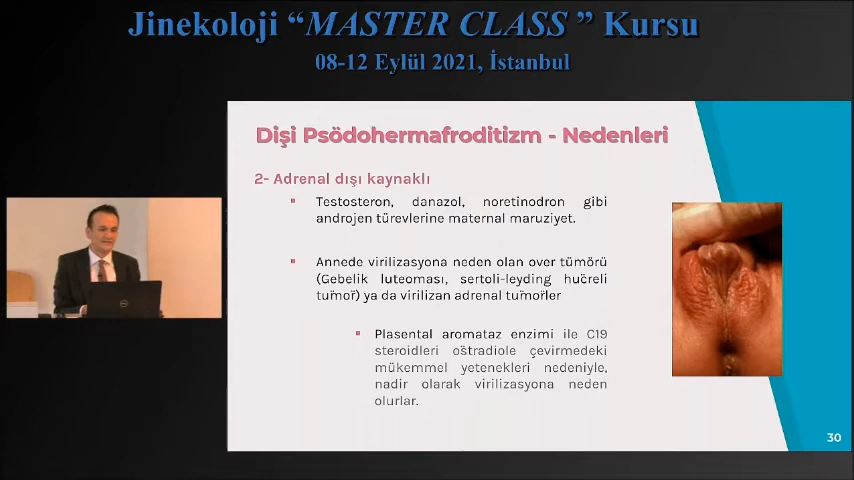 Jinekoloji “MASTER CLASS ” Kursu
08-12 Eylül 2021, İstanbul
Dişi Psödohermafroditizm - Nedenleri
2- Adrenal dışı kaynaklı
Testosteron, danazol, noretinodron gibi
androjen türevlerine maternal maruziyet.
Annede virilizasyona neden olan over tümörü
(Gebelik luteoması, sertoli-leydig hücreli
tümör) ya da virilizan adrenal tümörler
Plasental aromataz enzimi ile C19
steroidleri östradiole çevirmedeki
mükemmel yetenekleri nedeniyle,
nadir olarak virilizasyona neden
olurlar.
30